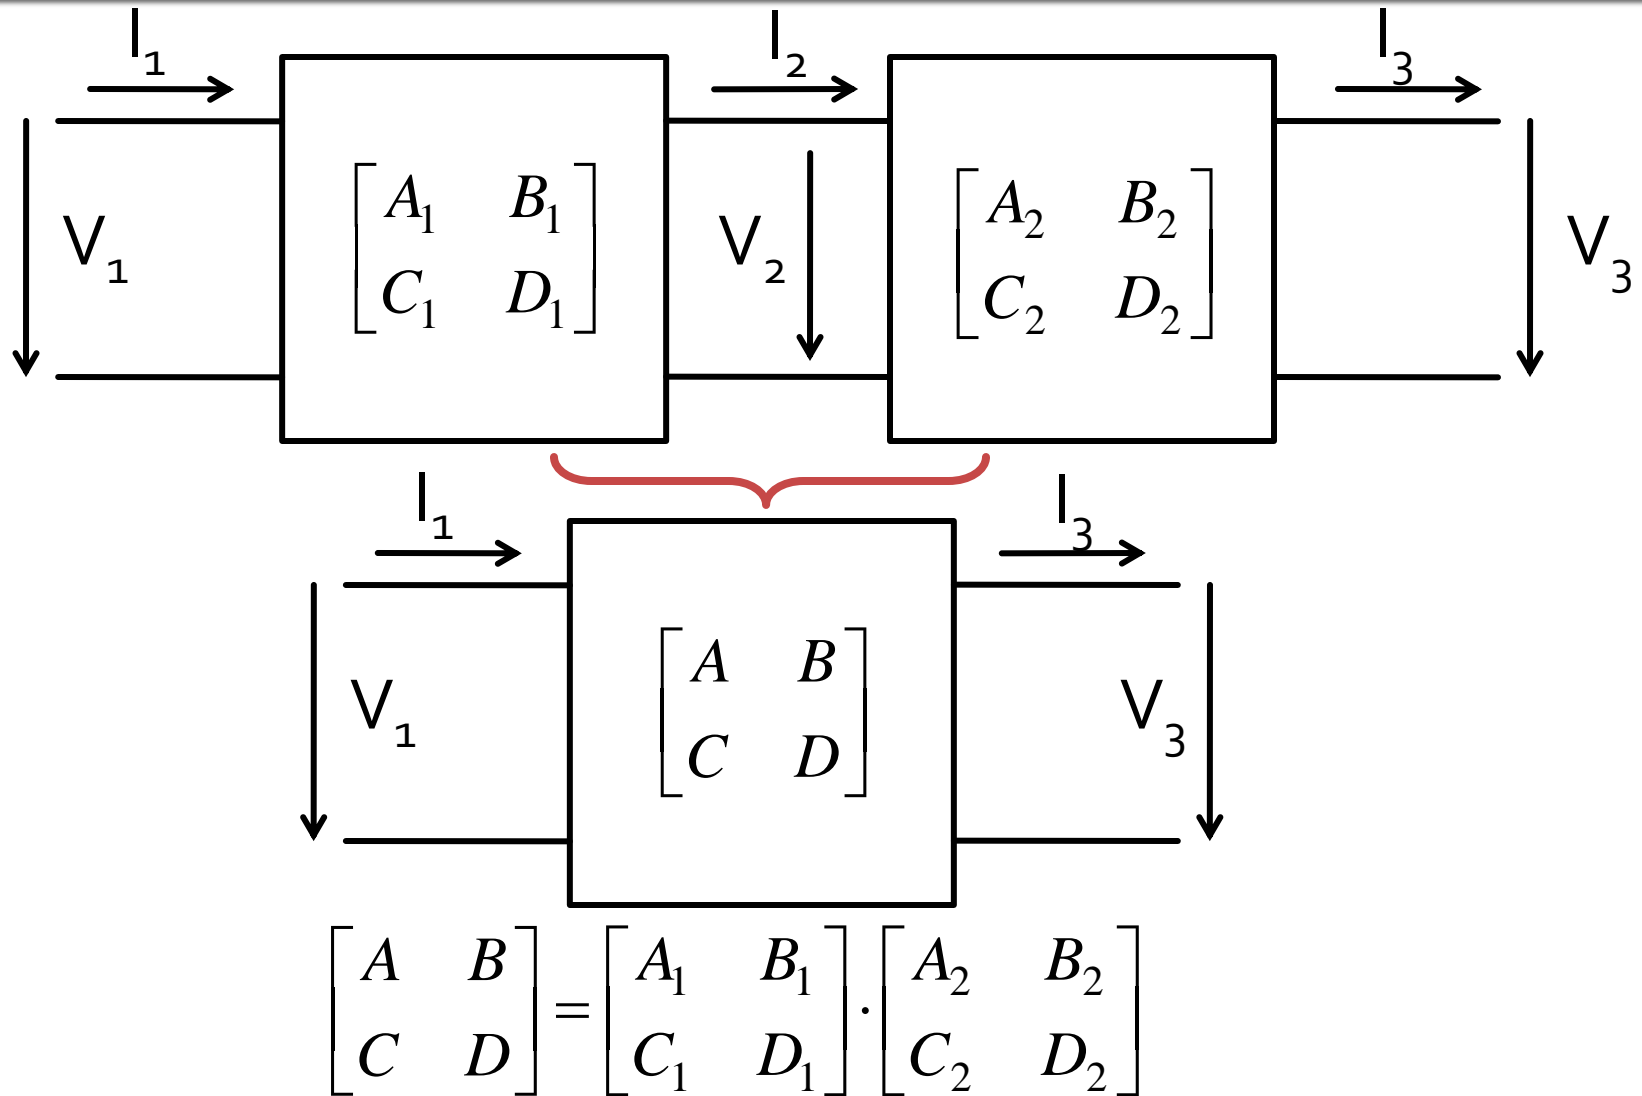 I₁ I₂ I₃
V₁ [A₁ B₁ V₂ [A₂ B₂ V₃
C₁ D₁] C₂ D₂]
I₁ I₃
V₁ [A B V₃
C D]
[A B] = [A₁ B₁] · [A₂ B₂]
[C D] [C₁ D₁] [C₂ D₂]